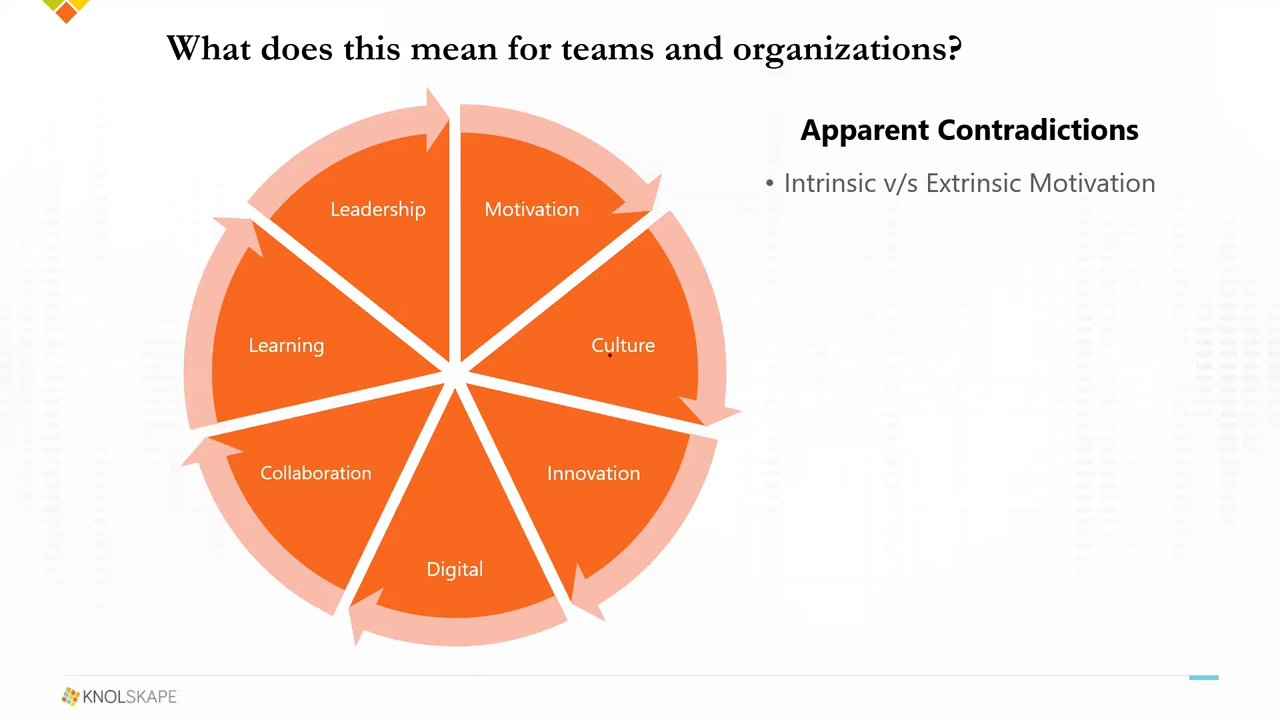 What does this mean for teams and organizations?
Apparent Contradictions
• Intrinsic v/s Extrinsic Motivation
Leadership
Motivation
Learning
Culture
Collaboration
Innovation
Digital
KNOLSKAPE